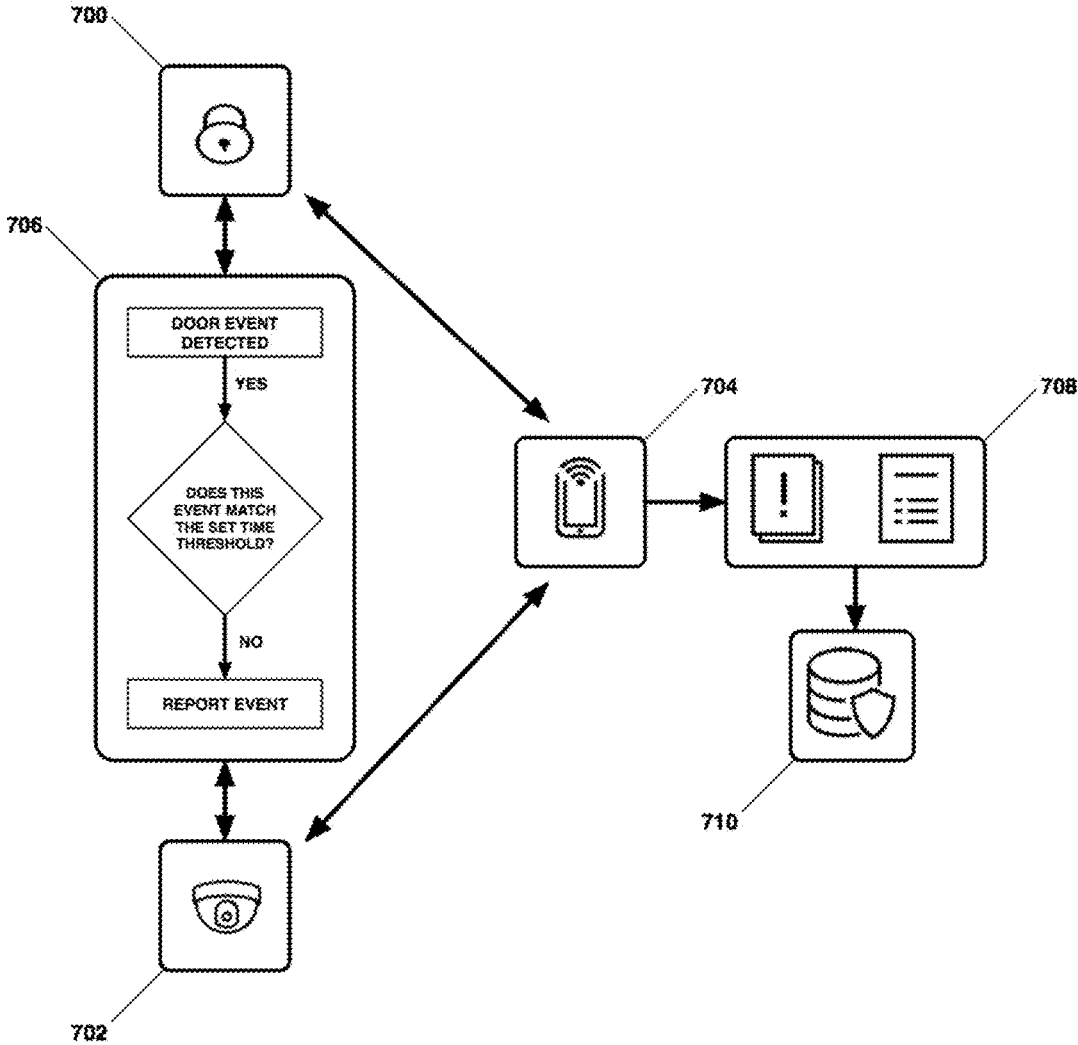 700
706
DOOR EVENT
DETECTED
YES
704
708
DOES THIS
EVENT MATCH
THE SET TIME
THRESHOLD?
NO
REPORT EVENT
710
702